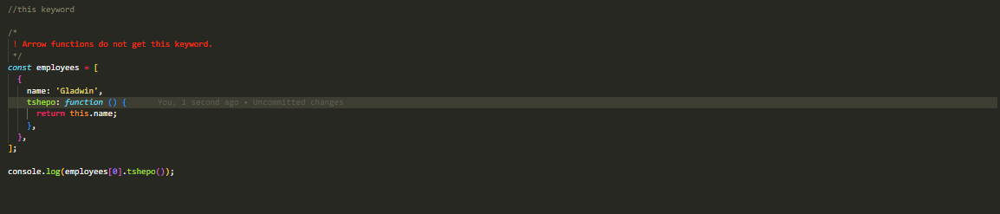 //this keyword
/*
! Arrow functions do not get this keyword.
*/
const employees = [
{
name: 'Gladwin',
tshepo: function () { You, 1 second ago • Uncommitted changes
return this.name;
},
},
];
console.log(employees[0].tshepo());